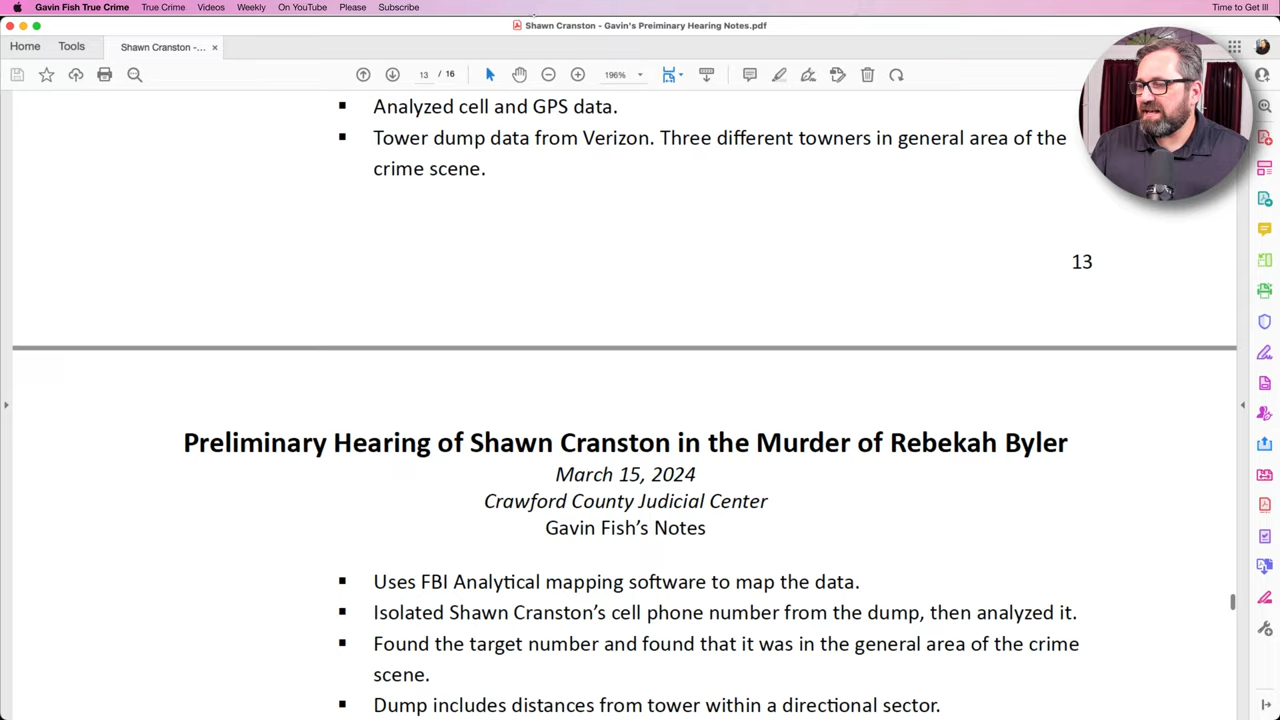 Gavin Fish True Crime True Crime Videos Weekly On YouTube Please Subscribe Time to Get Ill
Shawn Cranston - Gavin's Preiminary Hearing Notes.pdf
Home Tools Shawn Cranston -... ×
13 / 16 196%
Analyzed cell and GPS data.
Tower dump data from Verizon. Three different towners in general area of the
crime scene.
13
Preliminary Hearing of Shawn Cranston in the Murder of Rebekah Byler
March 15, 2024
Crawford County Judicial Center
Gavin Fish's Notes
Uses FBI Analytical mapping software to map the data.
Isolated Shawn Cranston's cell phone number from the dump, then analyzed it.
Found the target number and found that it was in the general area of the crime
scene.
Dump includes distances from tower within a directional sector.